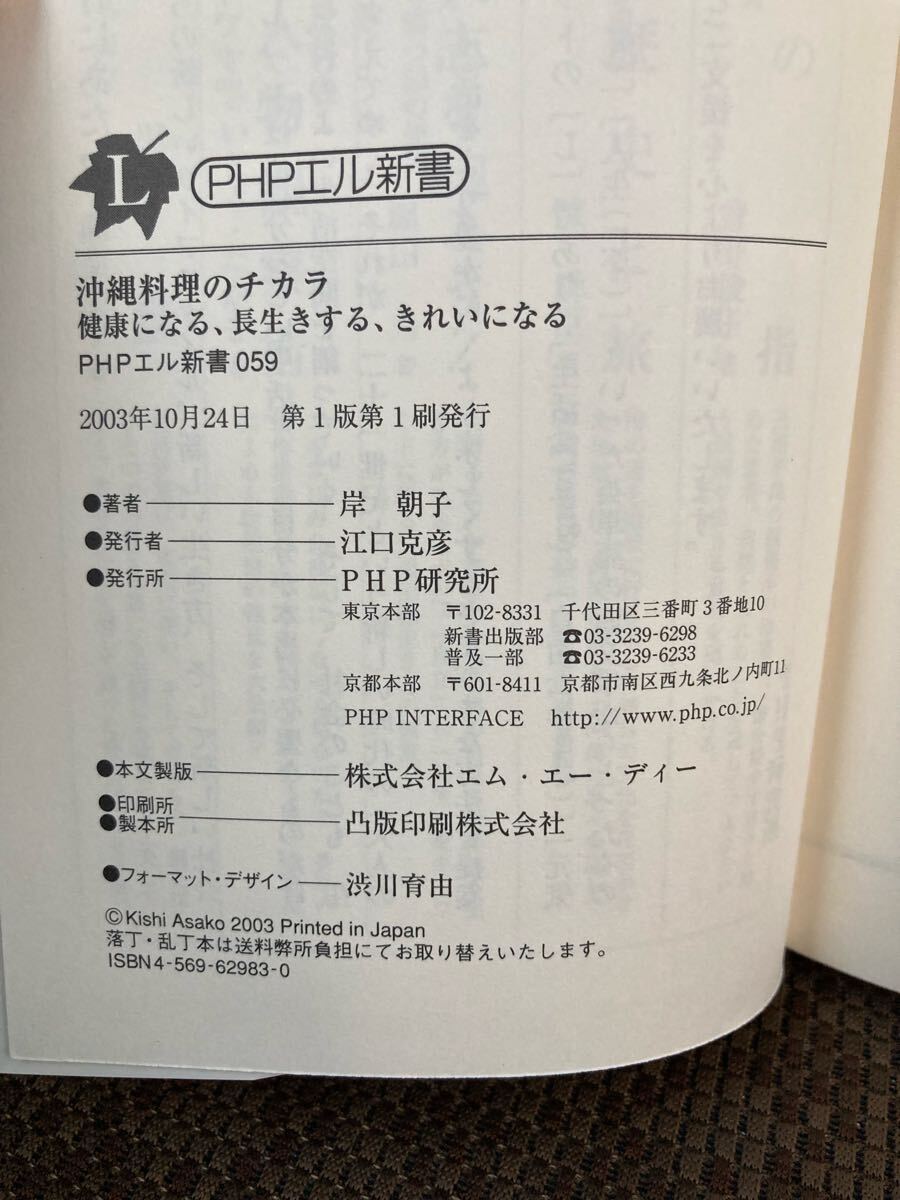 L PHPエル新書
沖縄料理のチカラ
健康になる、長生きする、きれいになる
PHPエル新書 059
2003年10月24日 第1版第1刷発行
●著者 岸 朝子
●発行者 江口克彦
●発行所 PHP研究所
東京本部 〒102-8331 千代田区三番町3番地10
新書出版部 ☎03-3239-6298
普及一部 ☎03-3239-6233
京都本部 〒601-8411 京都市南区西九条北ノ内町11
PHP INTERFACE http://www.php.co.jp/
●本文製版 株式会社エム・エー・ディー
●印刷所
●製本所 凸版印刷株式会社
●フォーマット・デザイン 渋川育由
©Kishi Asako 2003 Printed in Japan
落丁・乱丁本は送料弊所負担にてお取り替えいたします。
ISBN4-569-62983-0